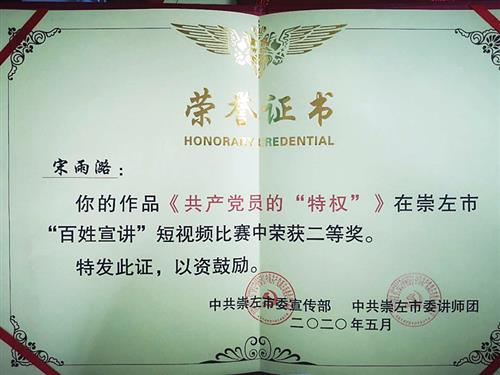 荣誉证书
HONORARY CREDENTIAL
宋雨潞：
你的作品《共产党员的“特权”》在崇左市
“百姓宣讲”短视频比赛中荣获二等奖。
特发此证，以资鼓励。
中共崇左市委宣传部 中共崇左市委讲师团
二〇二〇年五月